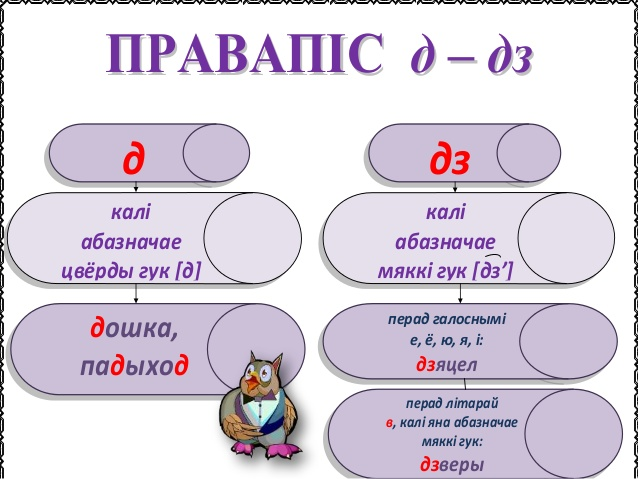 ПРАВАПІС д – дз
д
калі
абазначае
цвёрды гук [д]
дошка,
падыход
дз
калі
абазначае
мяккі гук [дз’]
перад галоснымі
е, ё, ю, я, і:
дзяцел
перад літарай
в, калі яна абазначае
мяккі гук:
дзверы